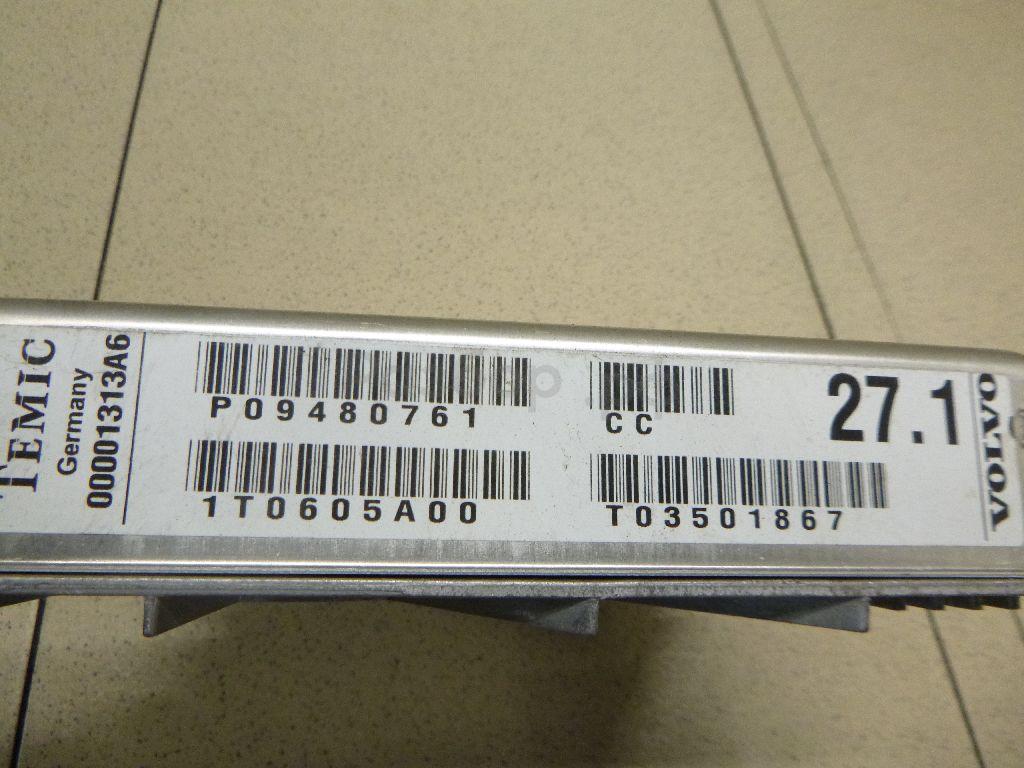 TEMIC
Germany
00001313A6
P09480761
CC
27.1
1T0605A00
T03501867
VOLVO